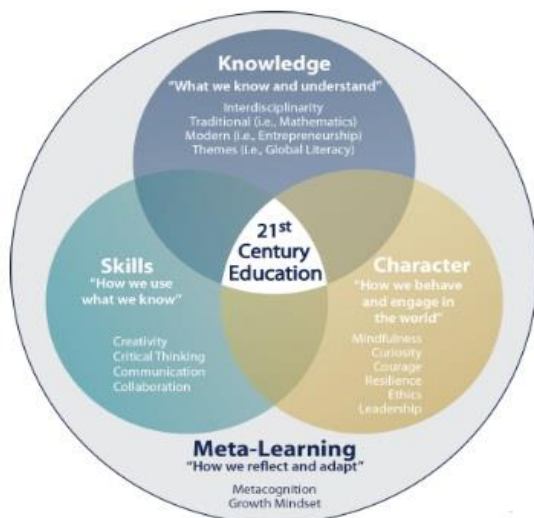 Knowledge
"What we know and understand"
Interdisciplinarity
Traditional (i.e., Mathematics)
Modern (i.e., Entrepreneurship)
Themes (i.e., Global Literacy)
21st
Century
Education
Skills
"How we use
what we know"
Creativity
Critical Thinking
Communication
Collaboration
Character
"How we behave
and engage in
the world"
Mindfulness
Curiosity
Courage
Resilience
Ethics
Leadership
Meta-Learning
"How we reflect and adapt"
Metacognition
Growth Mindset